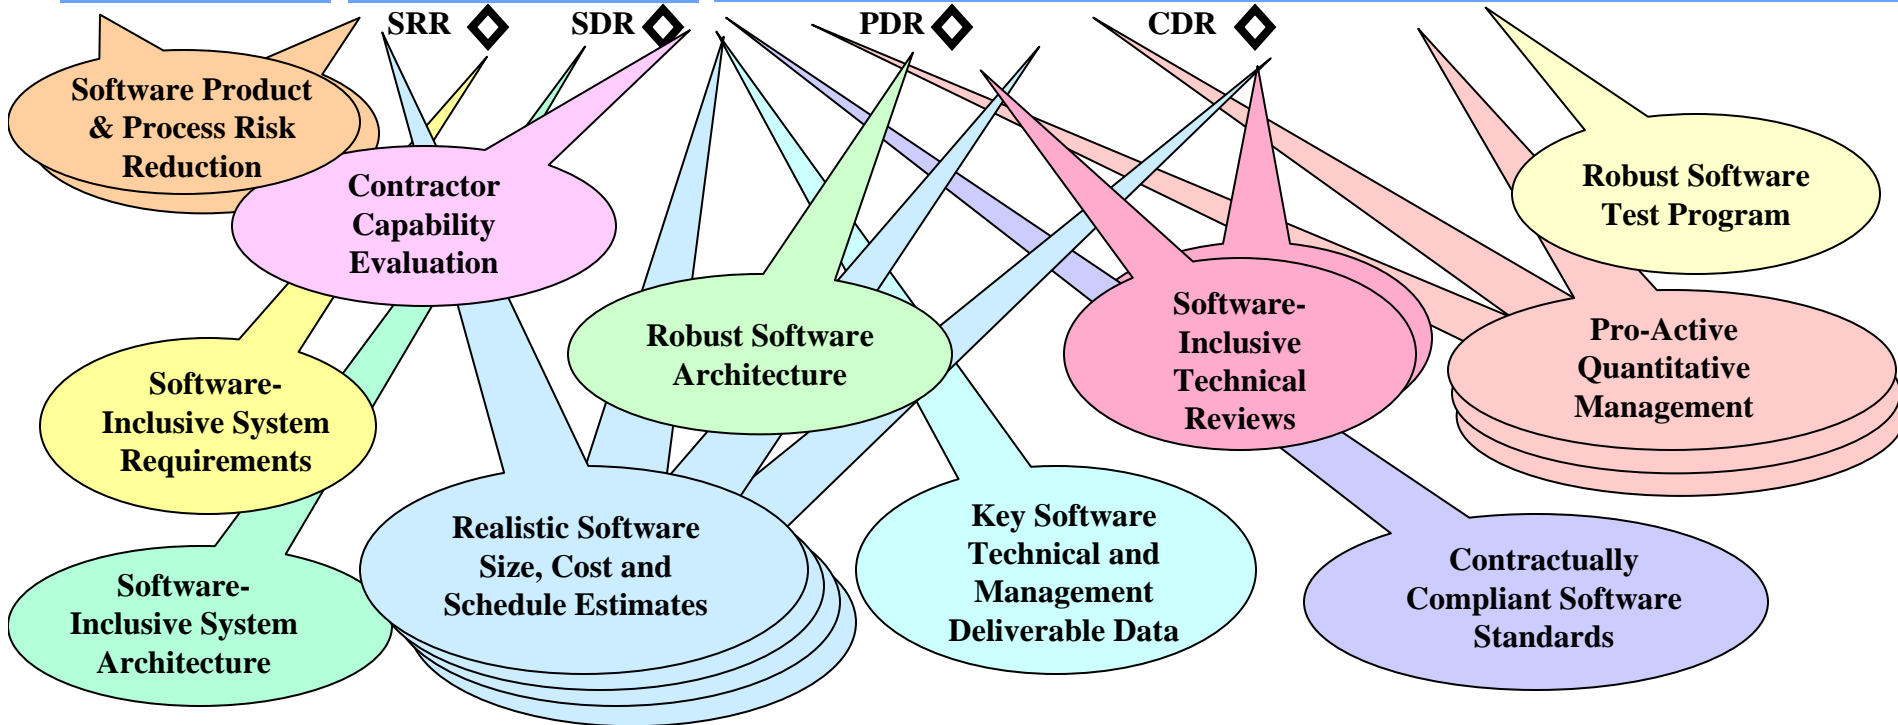 SRR
SDR
PDR
CDR
Software Product
& Process Risk
Reduction
Contractor
Capability
Evaluation
Robust Software
Test Program
Robust Software
Architecture
Software-
Inclusive
Technical
Reviews
Pro-Active
Quantitative
Management
Software-
Inclusive System
Requirements
Realistic Software
Size, Cost and
Schedule Estimates
Key Software
Technical and
Management
Deliverable Data
Contractually
Compliant Software
Standards
Software-
Inclusive System
Architecture